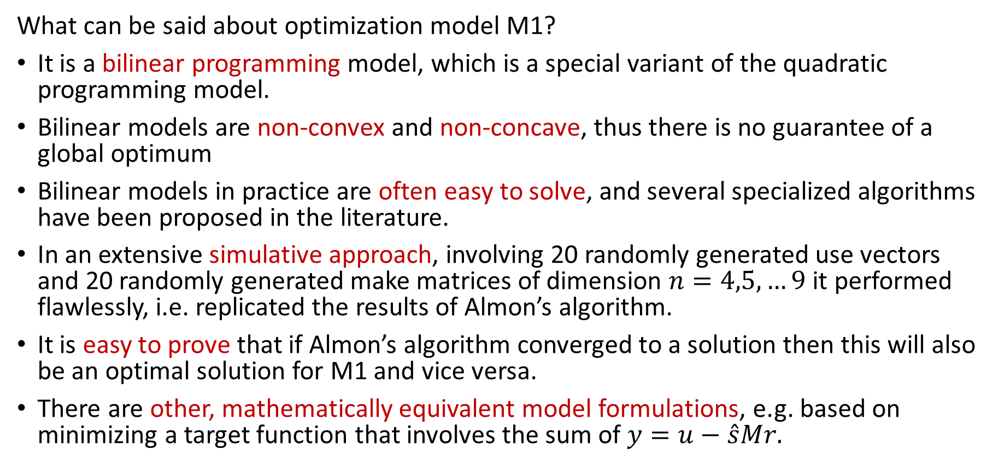 What can be said about optimization model M1?
• It is a bilinear programming model, which is a special variant of the quadratic
programming model.
• Bilinear models are non-convex and non-concave, thus there is no guarantee of a
global optimum
• Bilinear models in practice are often easy to solve, and several specialized algorithms
have been proposed in the literature.
• In an extensive simulative approach, involving 20 randomly generated use vectors
and 20 randomly generated make matrices of dimension n = 4,5, … 9 it performed
flawlessly, i.e. replicated the results of Almon’s algorithm.
• It is easy to prove that if Almon’s algorithm converged to a solution then this will also
be an optimal solution for M1 and vice versa.
• There are other, mathematically equivalent model formulations, e.g. based on
minimizing a target function that involves the sum of y = u − ŝMr.